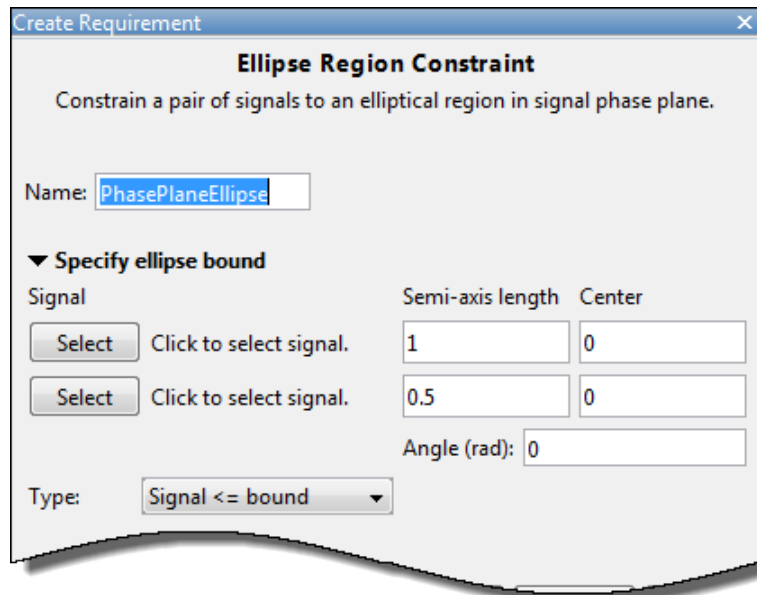 Create Requirement
Ellipse Region Constraint
Constrain a pair of signals to an elliptical region in signal phase plane.
Name: PhasePlaneEllipse
Specify ellipse bound
Signal Semi-axis length Center
Select Click to select signal. 1 0
Select Click to select signal. 0.5 0
Angle (rad): 0
Type: Signal <= bound